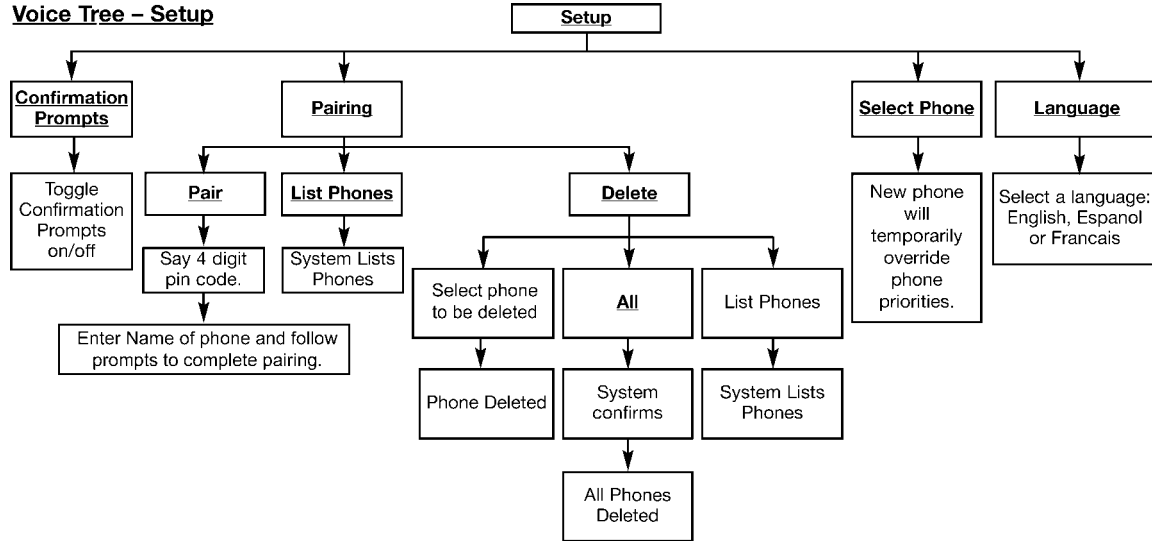 Voice Tree – Setup
Setup
Confirmation
Prompts
Pairing
Select Phone
Language
Toggle
Confirmation
Prompts
on/off
Pair
List Phones
Delete
New phone
will
temporarily
override
phone
priorities.
Select a language:
English, Espanol
or Francais
Say 4 digit
pin code.
System Lists
Phones
Select phone
to be deleted
All
List Phones
Enter Name of phone and follow
prompts to complete pairing.
Phone Deleted
System
confirms
System Lists
Phones
All Phones
Deleted